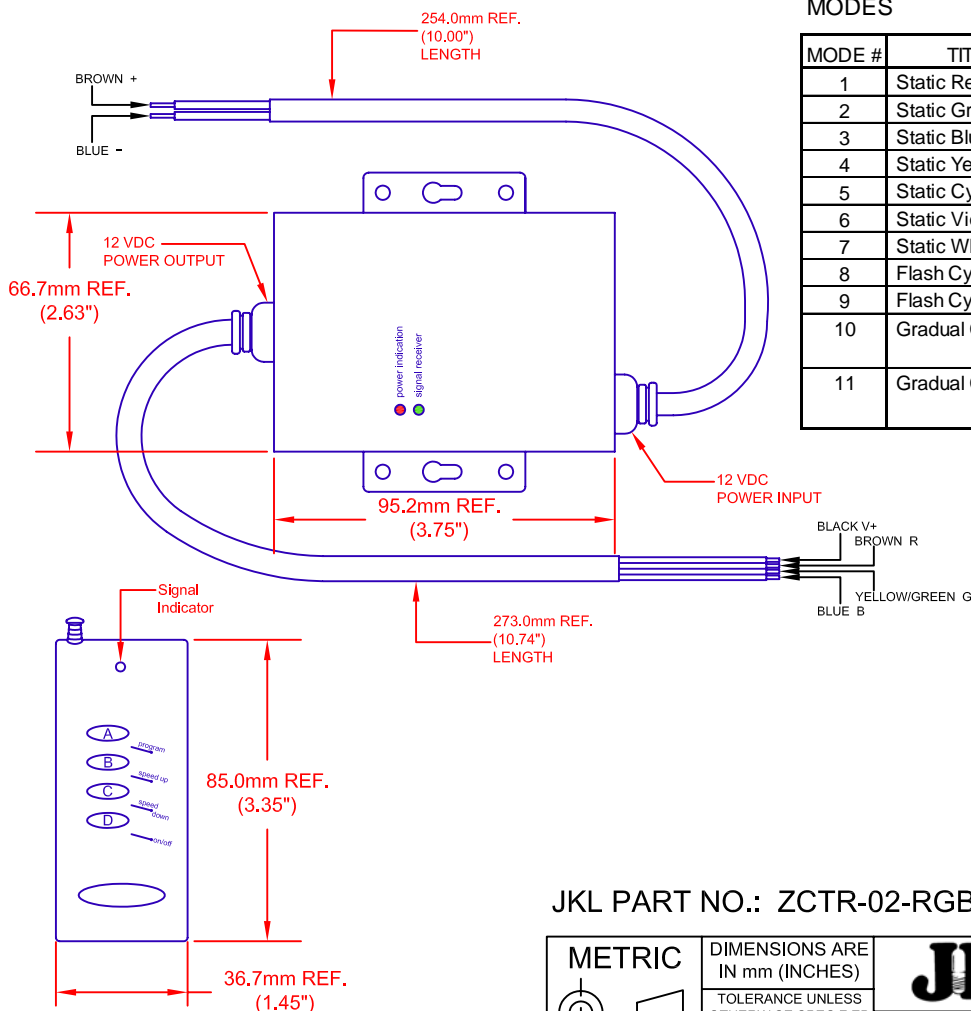 254.0mm REF.
(10.00")
LENGTH
BROWN +
BLUE -
12 VDC
POWER OUTPUT
66.7mm REF.
(2.63")
power indication
signal receiver
95.2mm REF.
(3.75")
12 VDC
POWER INPUT
BLACK V+
BROWN R
YELLOW/GREEN G
BLUE B
273.0mm REF.
(10.74")
LENGTH
Signal
Indicator
A
program
B
speed up
C
speed
down
D
on/off
85.0mm REF.
(3.35")
36.7mm REF.
(1.45")
MODES
MODE # TIT
1 Static Re
2 Static Gr
3 Static Blu
4 Static Ye
5 Static Cy
6 Static Vi
7 Static W
8 Flash Cy
9 Flash Cy
10 Gradual
11 Gradual
JKL PART NO.: ZCTR-02-RGB
METRIC
DIMENSIONS ARE
IN mm (INCHES)
TOLERANCE UNLESS